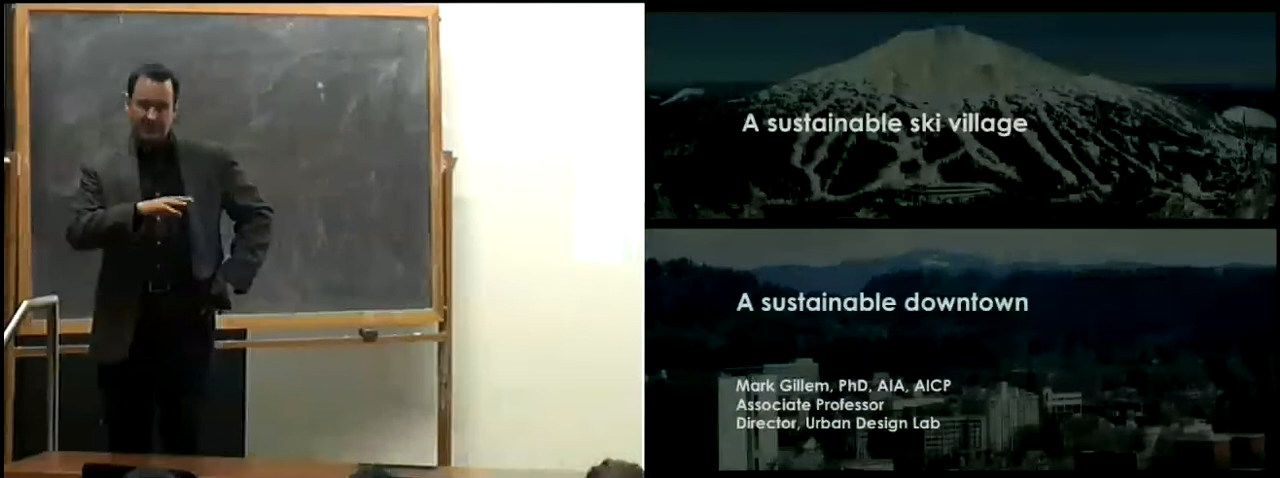 A sustainable ski village
A sustainable downtown
Mark Gillem, PhD, AIA, AICP
Associate Professor
Director, Urban Design Lab